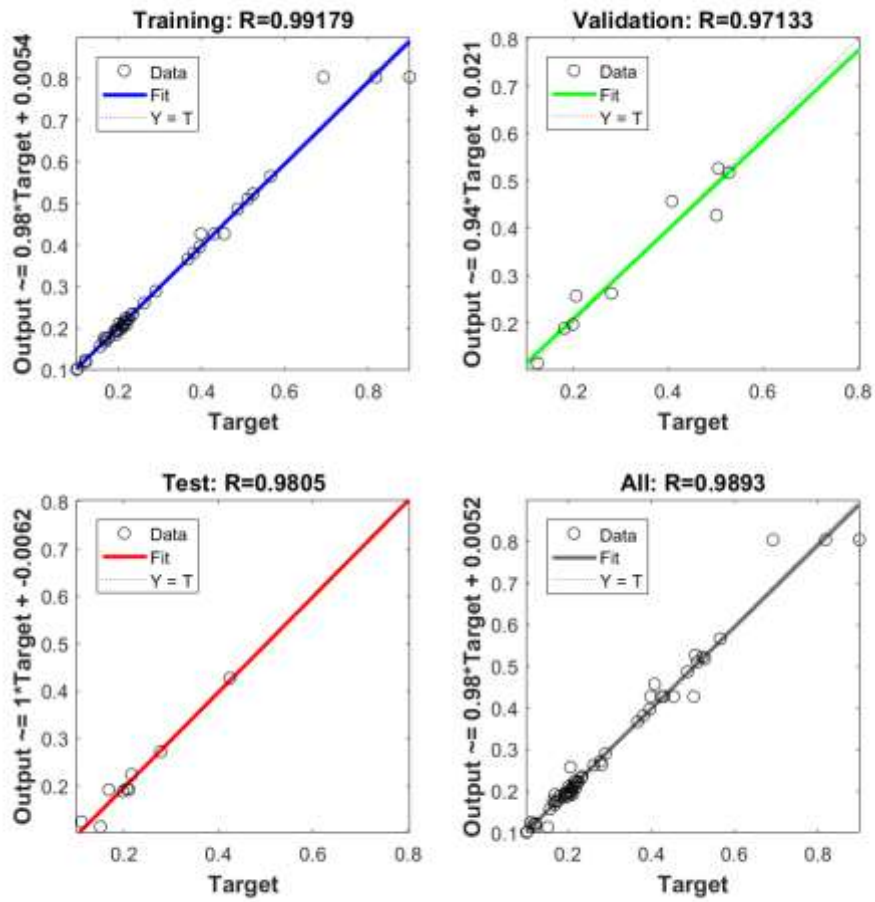 Training: R=0.99179
Output ~= 0.98*Target + 0.0054
0.8
0.7
0.6
0.5
0.4
0.3
0.2
0.1
Data
Fit
Y = T
0.2
0.4
0.6
0.8
Target
Validation: R=0.97133
Output ~= 0.94*Target + 0.021
0.8
0.7
0.6
0.5
0.4
0.3
0.2
Data
Fit
Y = T
0.2
0.4
0.6
0.8
Target
Test: R=0.9805
Output ~= 1*Target + -0.0062
0.8
0.7
0.6
0.5
0.4
0.3
0.2
Data
Fit
Y = T
0.2
0.4
0.6
0.8
Target
All: R=0.9893
Output ~= 0.98*Target + 0.0052
0.8
0.7
0.6
0.5
0.4
0.3
0.2
0.1
Data
Fit
Y = T
0.2
0.4
0.6
0.8
Target